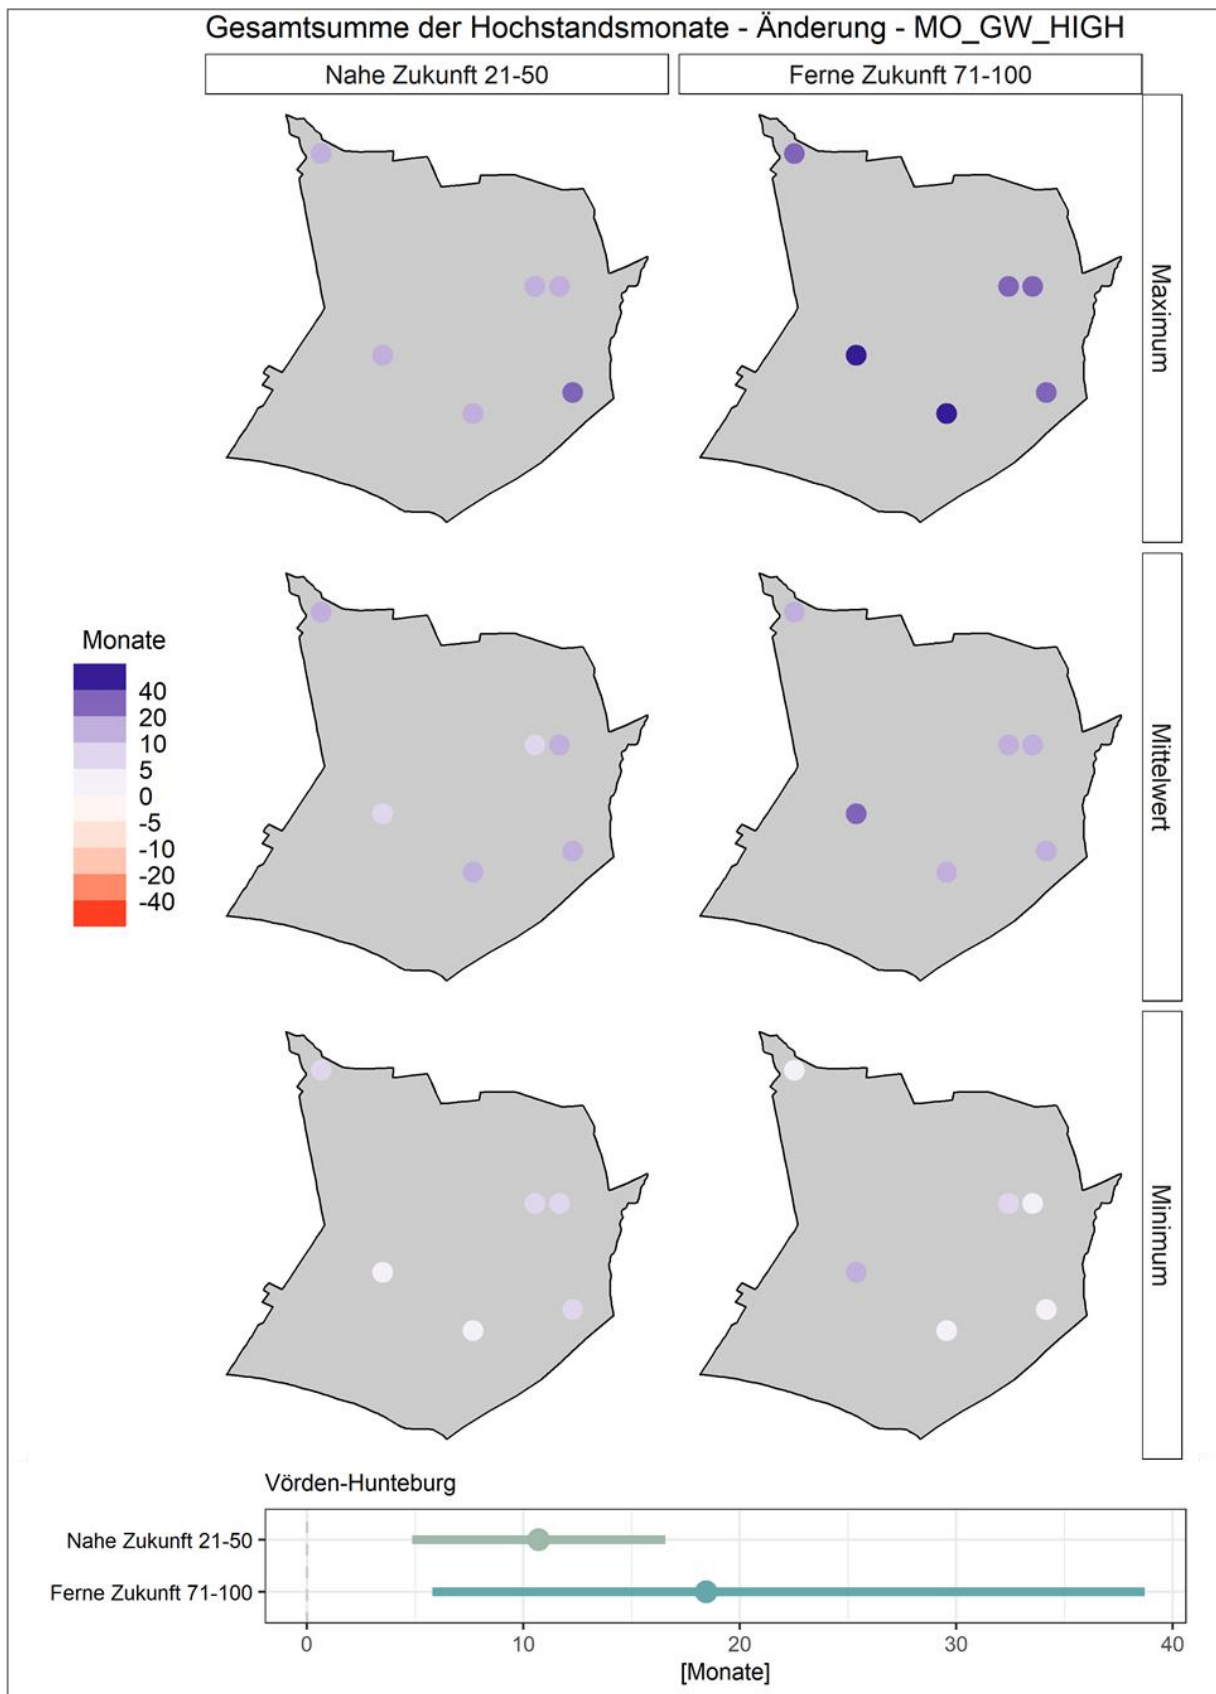 Gesamtsumme der Hochstandsmonate - Änderung - MO_GW_HIGH
Nahe Zukunft 21-50
Ferne Zukunft 71-100
Maximum
Mittelwert
Minimum
Monate
40
20
10
5
0
-5
-10
-20
-40
Vörden-Hunteburg
Nahe Zukunft 21-50
Ferne Zukunft 71-100
0
10
20
30
40
[Monate]